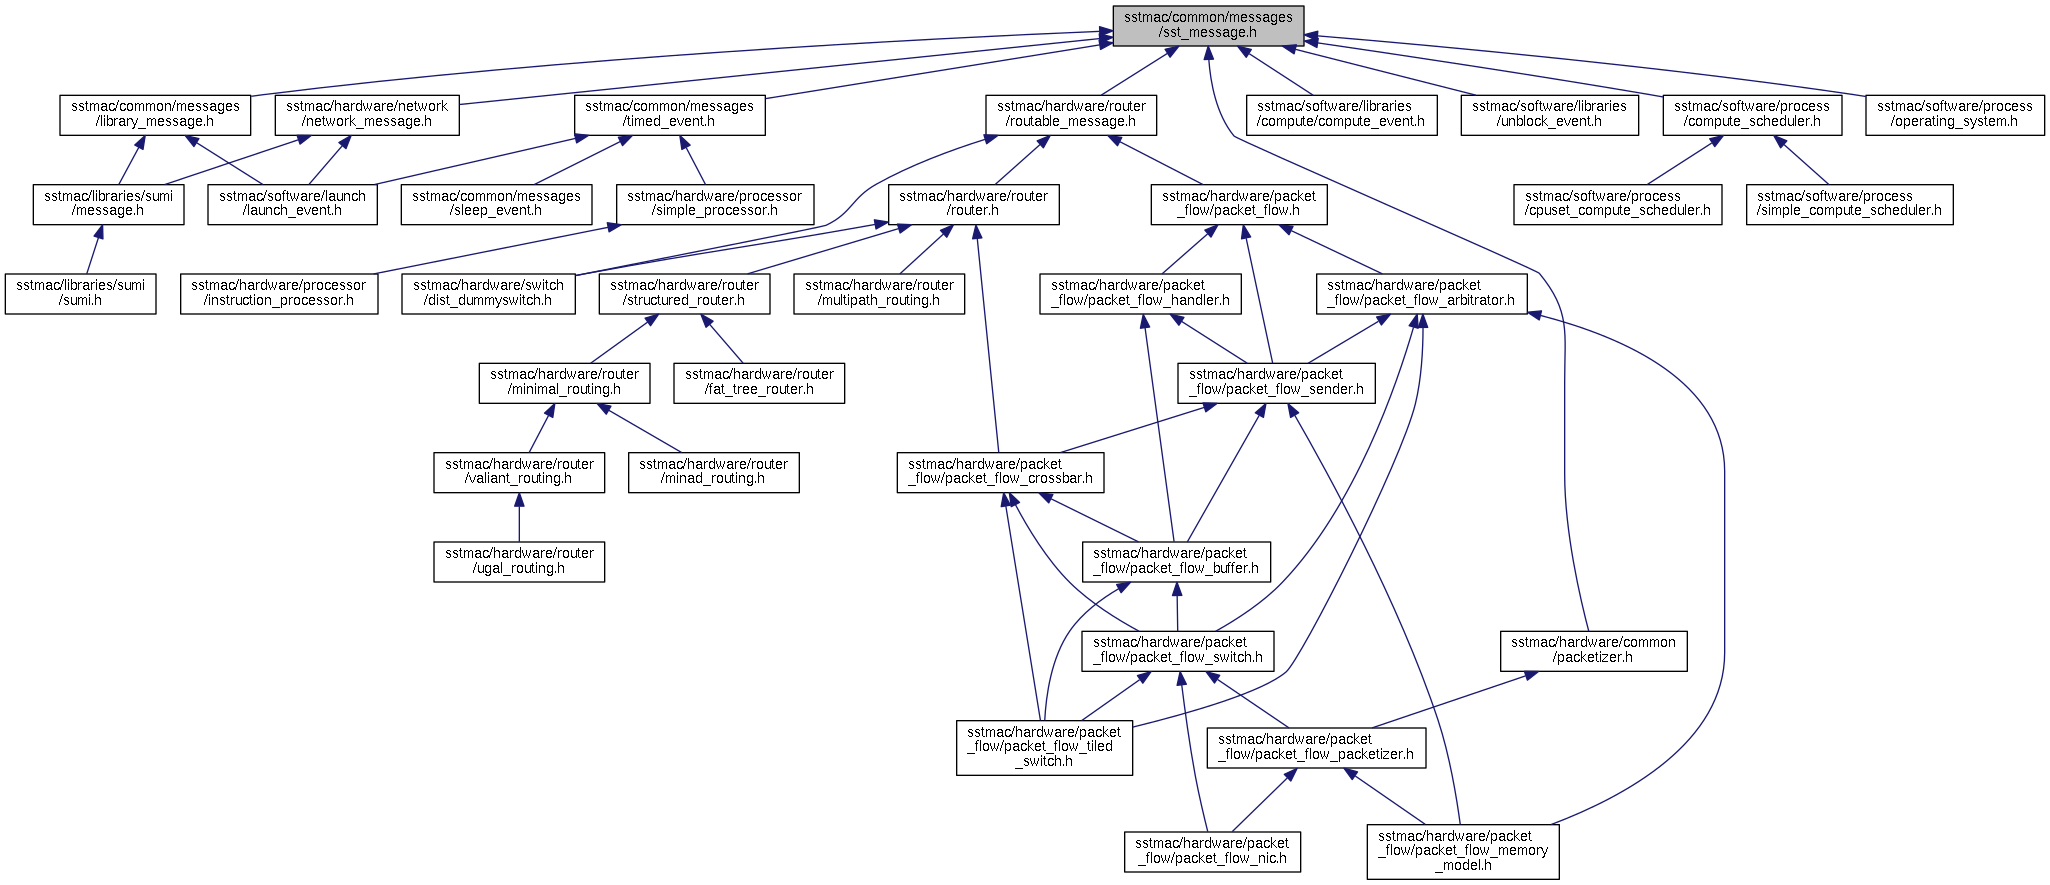 sstmac/common/messages
/sst_message.h
sstmac/common/messages
/library_message.h
sstmac/hardware/network
/network_message.h
sstmac/common/messages
/timed_event.h
sstmac/hardware/router
/routable_message.h
sstmac/software/libraries
/compute/compute_event.h
sstmac/software/libraries
/unblock_event.h
sstmac/software/process
/compute_scheduler.h
sstmac/software/process
/operating_system.h
sstmac/libraries/sumi
/message.h
sstmac/software/launch
/launch_event.h
sstmac/common/messages
/sleep_event.h
sstmac/hardware/processor
/simple_processor.h
sstmac/hardware/router
/router.h
sstmac/hardware/packet
_flow/packet_flow.h
sstmac/software/process
/cpuset_compute_scheduler.h
sstmac/software/process
/simple_compute_scheduler.h
sstmac/libraries/sumi
/sumi.h
sstmac/hardware/processor
/instruction_processor.h
sstmac/hardware/switch
/dist_dummyswitch.h
sstmac/hardware/router
/structured_router.h
sstmac/hardware/router
/multipath_routing.h
sstmac/hardware/packet
_flow/packet_flow_handler.h
sstmac/hardware/packet
_flow/packet_flow_arbitrator.h
sstmac/hardware/router
/minimal_routing.h
sstmac/hardware/router
/fat_tree_router.h
sstmac/hardware/packet
_flow/packet_flow_sender.h
sstmac/hardware/router
/valiant_routing.h
sstmac/hardware/router
/minad_routing.h
sstmac/hardware/packet
_flow/packet_flow_crossbar.h
sstmac/hardware/router
/ugal_routing.h
sstmac/hardware/packet
_flow/packet_flow_buffer.h
sstmac/hardware/packet
_flow/packet_flow_switch.h
sstmac/hardware/common
/packetizer.h
sstmac/hardware/packet
_flow/packet_flow_tiled
_switch.h
sstmac/hardware/packet
_flow/packet_flow_packetizer.h
sstmac/hardware/packet
_flow/packet_flow_nic.h
sstmac/hardware/packet
_flow/packet_flow_memory
_model.h